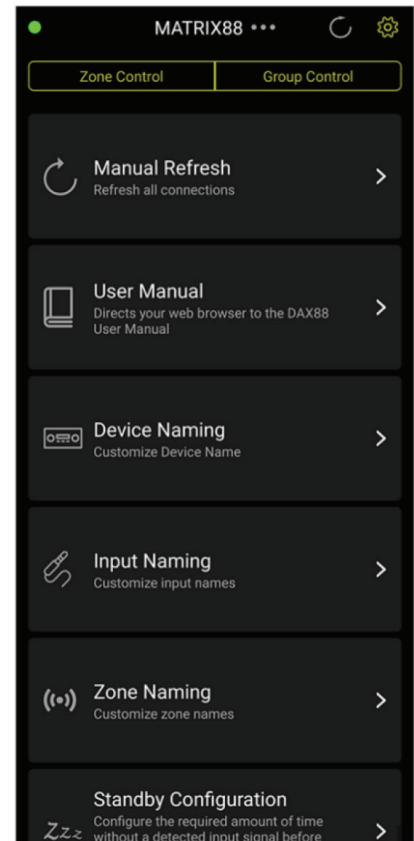 MATRIX88 •••
Zone Control
Group Control
Manual Refresh
Refresh all connections
User Manual
Directs your web browser to the DAX88
User Manual
Device Naming
Customize Device Name
Input Naming
Customize input names
Zone Naming
Customize zone names
Standby Configuration
Configure the required amount of time
Zzz without a detected input signal before